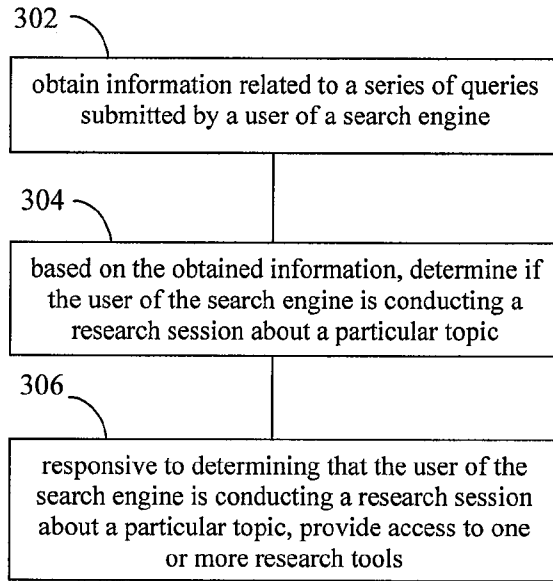 302
obtain information related to a series of queries
submitted by a user of a search engine
304
based on the obtained information, determine if
the user of the search engine is conducting a
research session about a particular topic
306
responsive to determining that the user of the
search engine is conducting a research session
about a particular topic, provide access to one
or more research tools